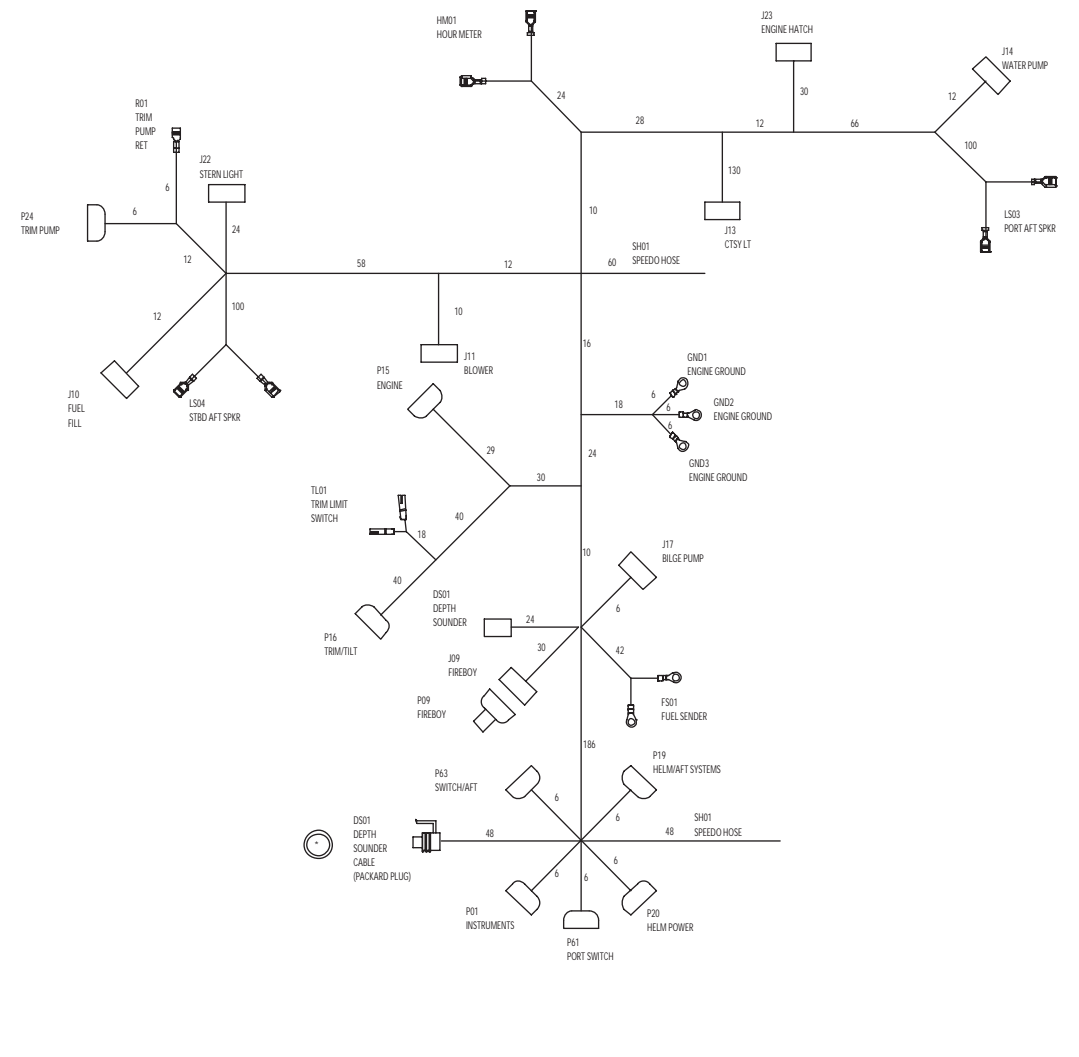 HM01
HOUR METER
J23
ENGINE HATCH
J14
WATER PUMP
24
30
12
28
12
66
R01
TRIM
PUMP
RET
100
J22
STERN LIGHT
130
6
P24
TRIM PUMP
6
10
LS03
PORT AFT SPKR
24
J13
CTSY LT
12
SH01
SPEEDO HOSE
58
12
60
100
12
10
16
J11
BLOWER
P15
ENGINE
GND1
ENGINE GROUND
J10
FUEL
FILL
LS04
STBD AFT SPKR
18
6
6
6
GND2
ENGINE GROUND
29
24
GND3
ENGINE GROUND
30
TL01
TRIM LIMIT
SWITCH
40
18
J17
BILGE PUMP
10
40
DS01
DEPTH
SOUNDER
6
24
P16
TRIM/TILT
30
42
J09
FIREBOY
P09
FIREBOY
FS01
FUEL SENDER
186
P19
HELM/AFT SYSTEMS
P63
SWITCH/AFT
6
6
DS01
DEPTH
SOUNDER
CABLE
(PACKARD PLUG)
48
48
SH01
SPEEDO HOSE
6
6
6
P01
INSTRUMENTS
P20
HELM POWER
P61
PORT SWITCH